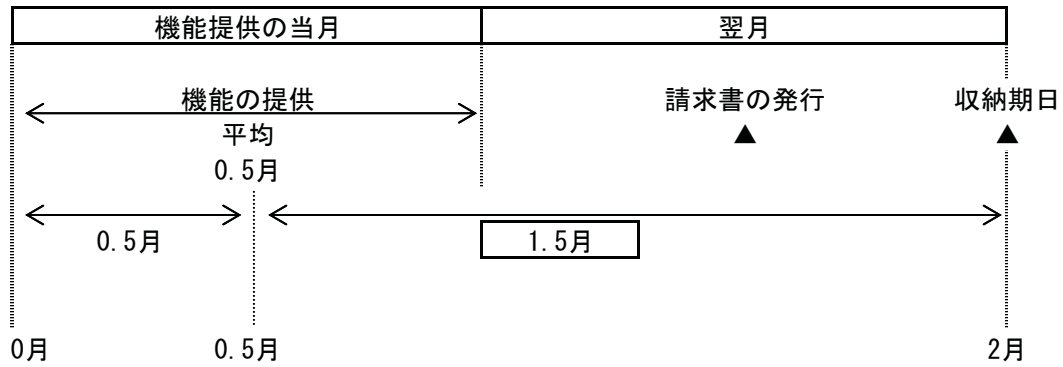 機能提供の当月 翌月
機能の提供 請求書の発行 収納期日
平均 ▲ ▲
0.5月
0.5月 1.5月
0月 0.5月 2月